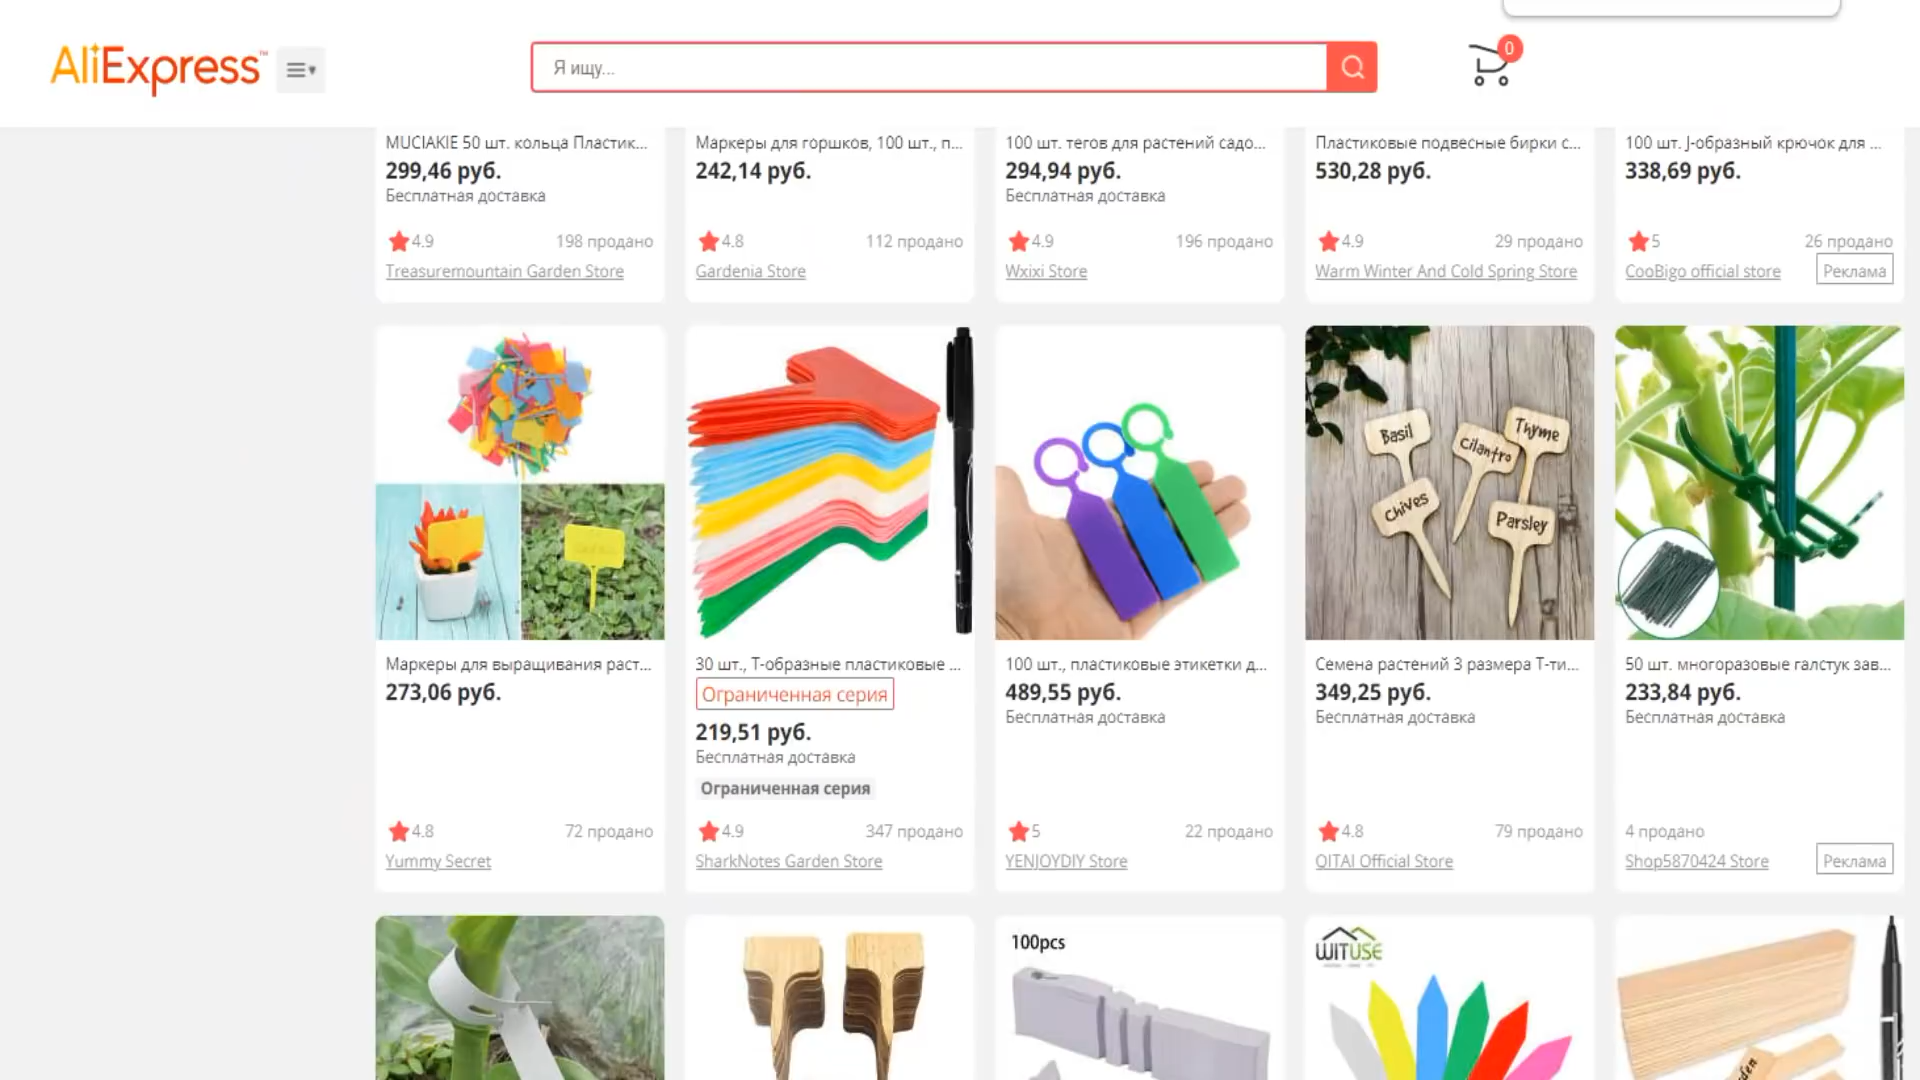 AliExpress™
Я ищу...
0
MUCIAKIE 50 шт. кольца Пластик...
299,46 руб.
Бесплатная доставка
4.9
198 продано
Treasuremountain Garden Store
Маркеры для горшков, 100 шт., п...
242,14 руб.
4.8
112 продано
Gardenia Store
100 шт. тегов для растений садо...
294,94 руб.
Бесплатная доставка
4.9
196 продано
Wxixi Store
Пластиковые подвесные бирки с...
530,28 руб.
4.9
29 продано
Warm Winter And Cold Spring Store
100 шт. J-образный крючок для ...
338,69 руб.
5
26 продано
CooBigo official store
Реклама
Маркеры для выращивания раст...
273,06 руб.
4.8
72 продано
Yummy Secret
30 шт., Т-образные пластиковые ...
Ограниченная серия
219,51 руб.
Бесплатная доставка
Ограниченная серия
4.9
347 продано
SharkNotes Garden Store
100 шт., пластиковые этикетки д...
489,55 руб.
Бесплатная доставка
5
22 продано
YENJOYDIY Store
Basil
Cilantro
Thyme
Chives
Parsley
Семена растений 3 размера Т-ти...
349,25 руб.
Бесплатная доставка
4.8
79 продано
QITAI Official Store
50 шт. многоразовые галстук зав...
233,84 руб.
Бесплатная доставка
4 продано
Shop5870424 Store
Реклама
100pcs
WITUSE